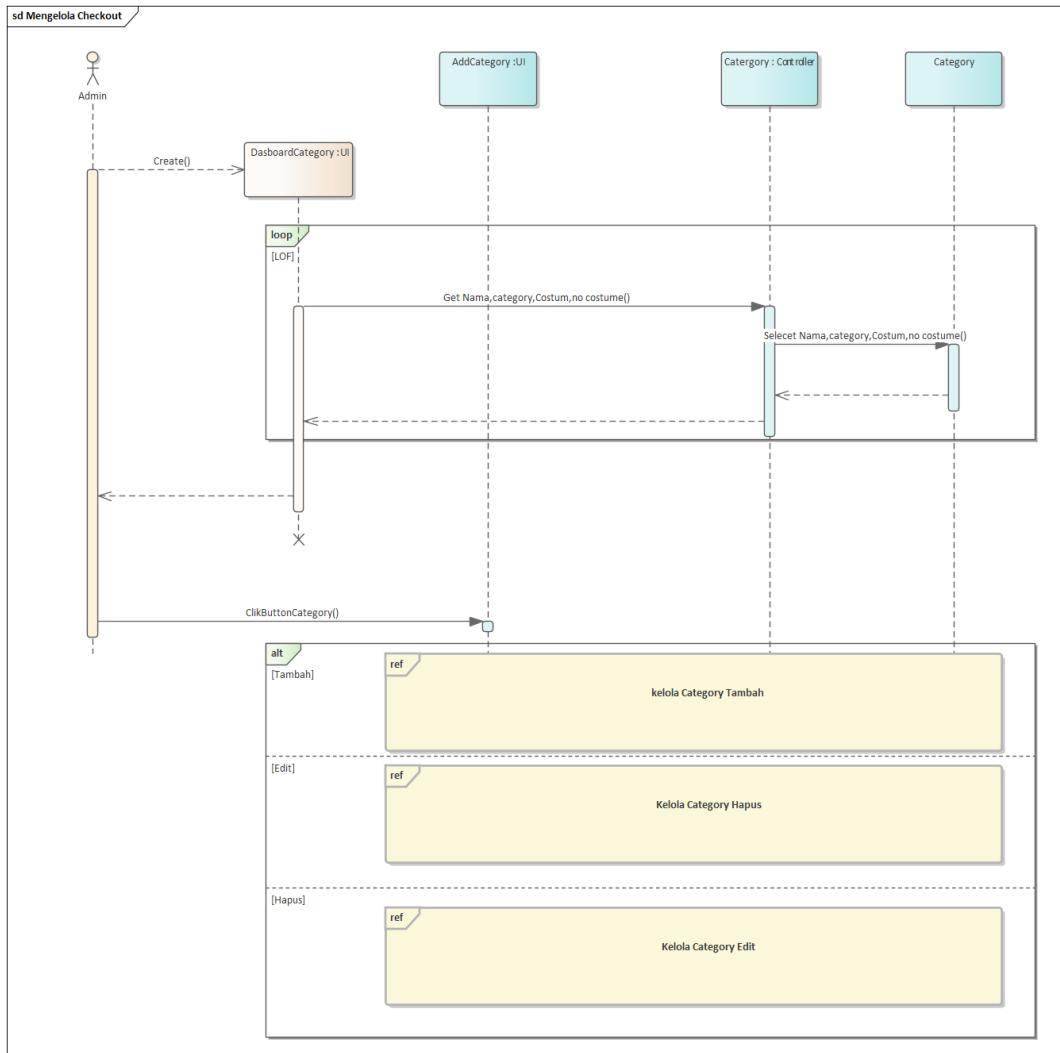 sd Mengelola Checkout
AddCategory :UI
Catergory : Controller
Category
Admin
DasboardCategory :UI
Create()
loop
[LOF]
Get Nama,category,Costum,no costume()
Selecet Nama,category,Costum,no costume()
ClikButtonCategory()
alt
[Tambah]
ref
kelola Category Tambah
[Edit]
ref
Kelola Category Hapus
[Hapus]
ref
Kelola Category Edit